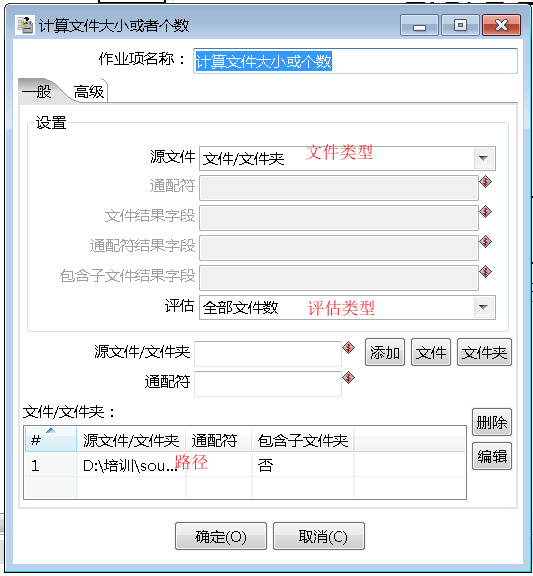 计算文件大小或者个数
作业项名称： 计算文件大小或个数
一般 高级
设置
源文件 文件/文件夹 文件类型
通配符
文件结果字段
通配符结果字段
包含子文件结果字段
评估 全部文件数 评估类型
源文件/文件夹 添加 文件 文件夹
通配符
文件/文件夹：
删除
# 源文件/文件夹 通配符 包含子文件夹
编辑
1 D:\培训\sou... 路径 否
确定(O) 取消(C)